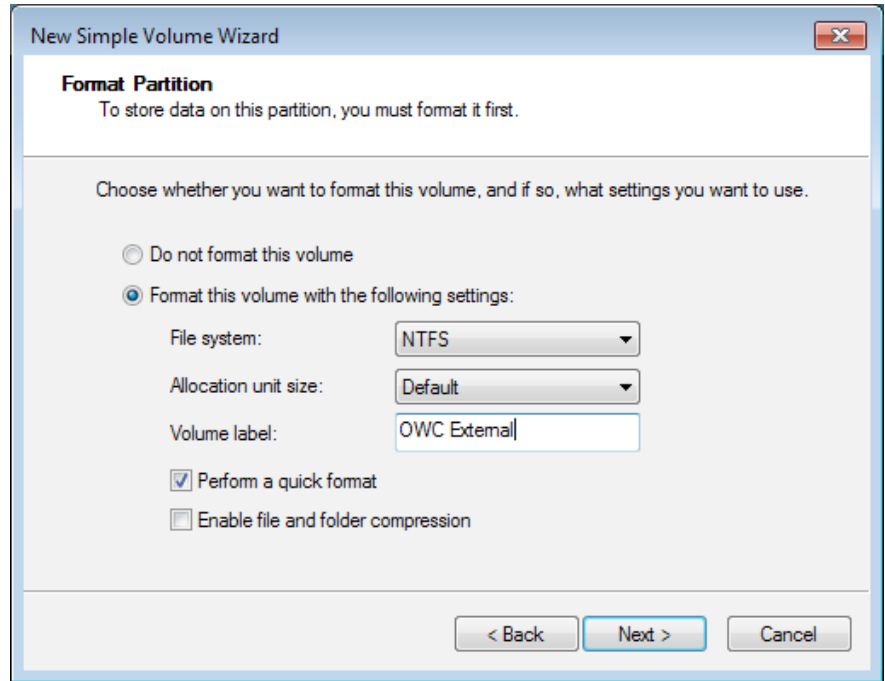 New Simple Volume Wizard
Format Partition
To store data on this partition, you must format it first.
Choose whether you want to format this volume, and if so, what settings you want to use.
Do not format this volume
Format this volume with the following settings:
File system: NTFS
Allocation unit size: Default
Volume label: OWC External
Perform a quick format
Enable file and folder compression
< Back Next > Cancel